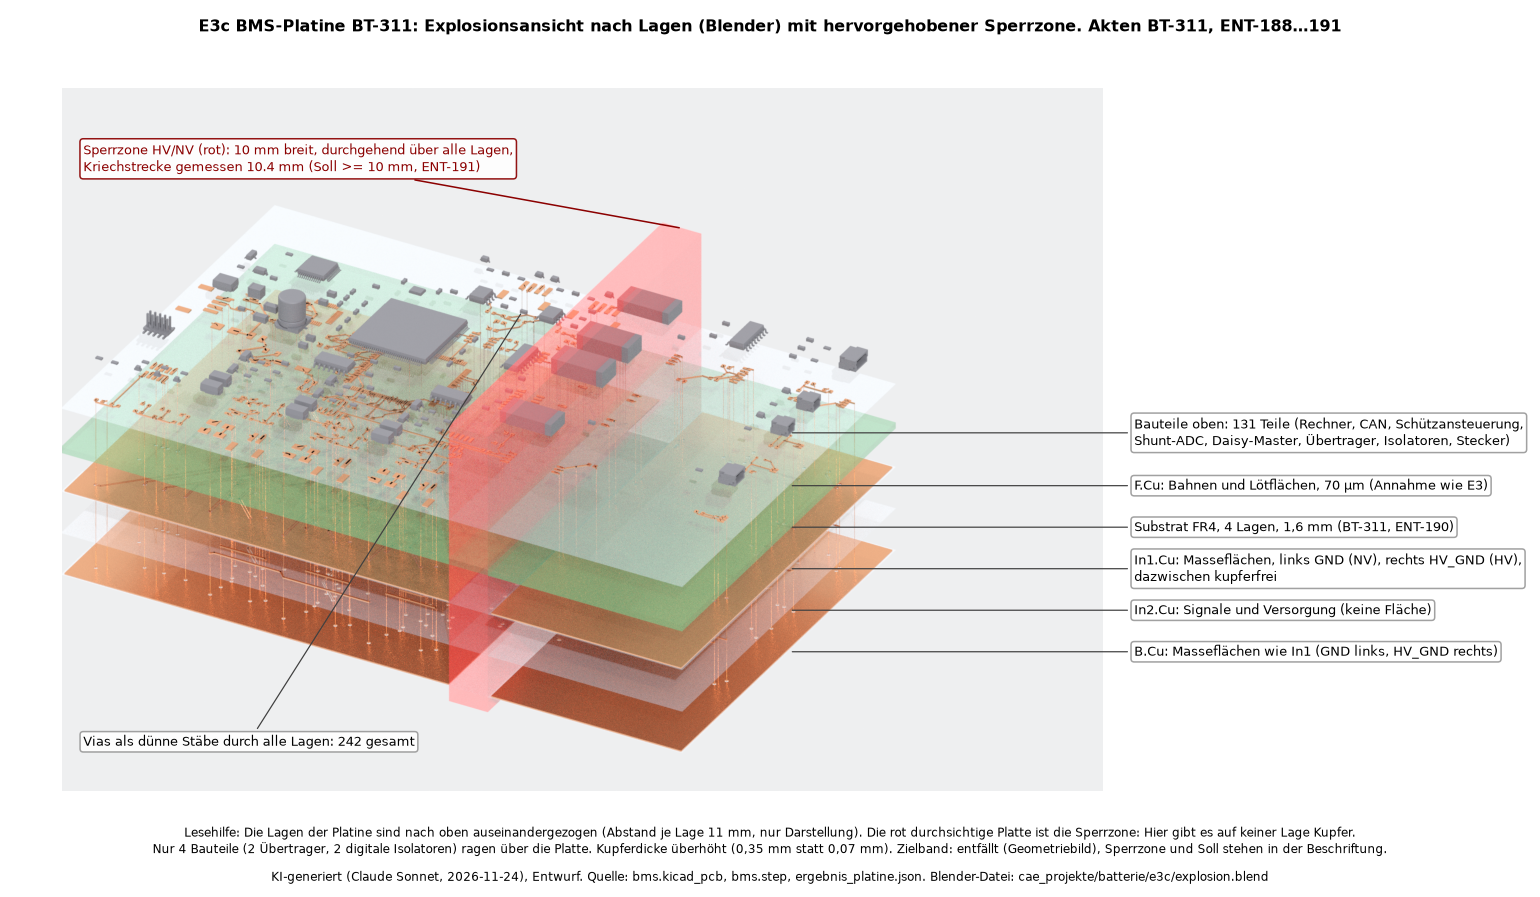 E3c BMS-Platine BT-311: Explosionsansicht nach Lagen (Blender) mit hervorgehobener Sperrzone. Akten BT-311, ENT-188…191
Sperrzone HV/NV (rot): 10 mm breit, durchgehend über alle Lagen,
Kriechstrecke gemessen 10.4 mm (Soll >= 10 mm, ENT-191)
Bauteile oben: 131 Teile (Rechner, CAN, Schützansteuerung,
Shunt-ADC, Daisy-Master, Übertrager, Isolatoren, Stecker)
F.Cu: Bahnen und Lötflächen, 70 µm (Annahme wie E3)
Substrat FR4, 4 Lagen, 1,6 mm (BT-311, ENT-190)
In1.Cu: Masseflächen, links GND (NV), rechts HV_GND (HV),
dazwischen kupferfrei
In2.Cu: Signale und Versorgung (keine Fläche)
B.Cu: Masseflächen wie In1 (GND links, HV_GND rechts)
Vias als dünne Stäbe durch alle Lagen: 242 gesamt
Lesehilfe: Die Lagen der Platine sind nach oben auseinandergezogen (Abstand je Lage 11 mm, nur Darstellung). Die rot durchsichtige Platte ist die Sperrzone: Hier gibt es auf keiner Lage Kupfer.
Nur 4 Bauteile (2 Übertrager, 2 digitale Isolatoren) ragen über die Platte. Kupferdicke überhöht (0,35 mm statt 0,07 mm). Zielband: entfällt (Geometriebild), Sperrzone und Soll stehen in der Beschriftung.
KI-generiert (Claude Sonnet, 2026-11-24), Entwurf. Quelle: bms.kicad_pcb, bms.step, ergebnis_platine.json. Blender-Datei: cae_projekte/batterie/e3c/explosion.blend